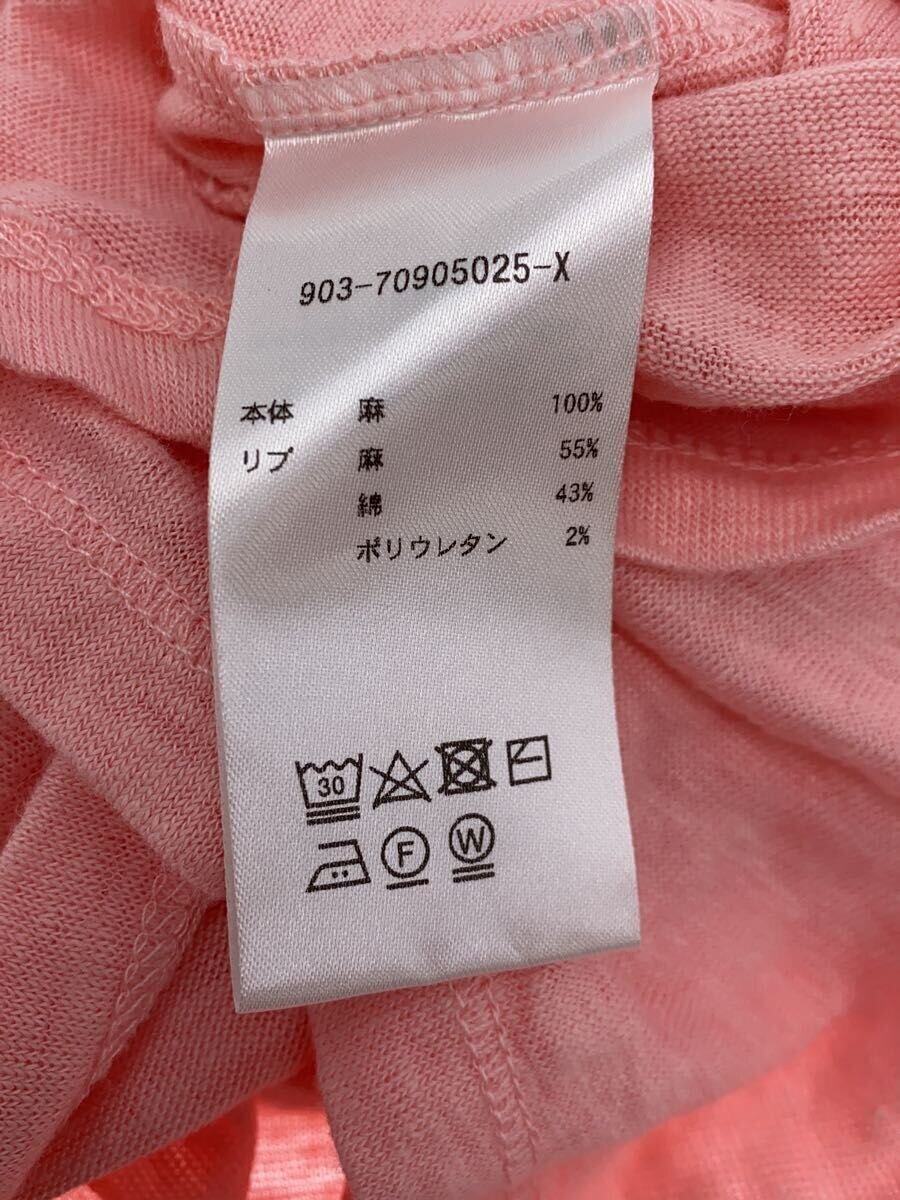 903-70905025-X
本体 麻 100%
リブ 麻 55%
綿 43%
ポリウレタン 2%
30
F W